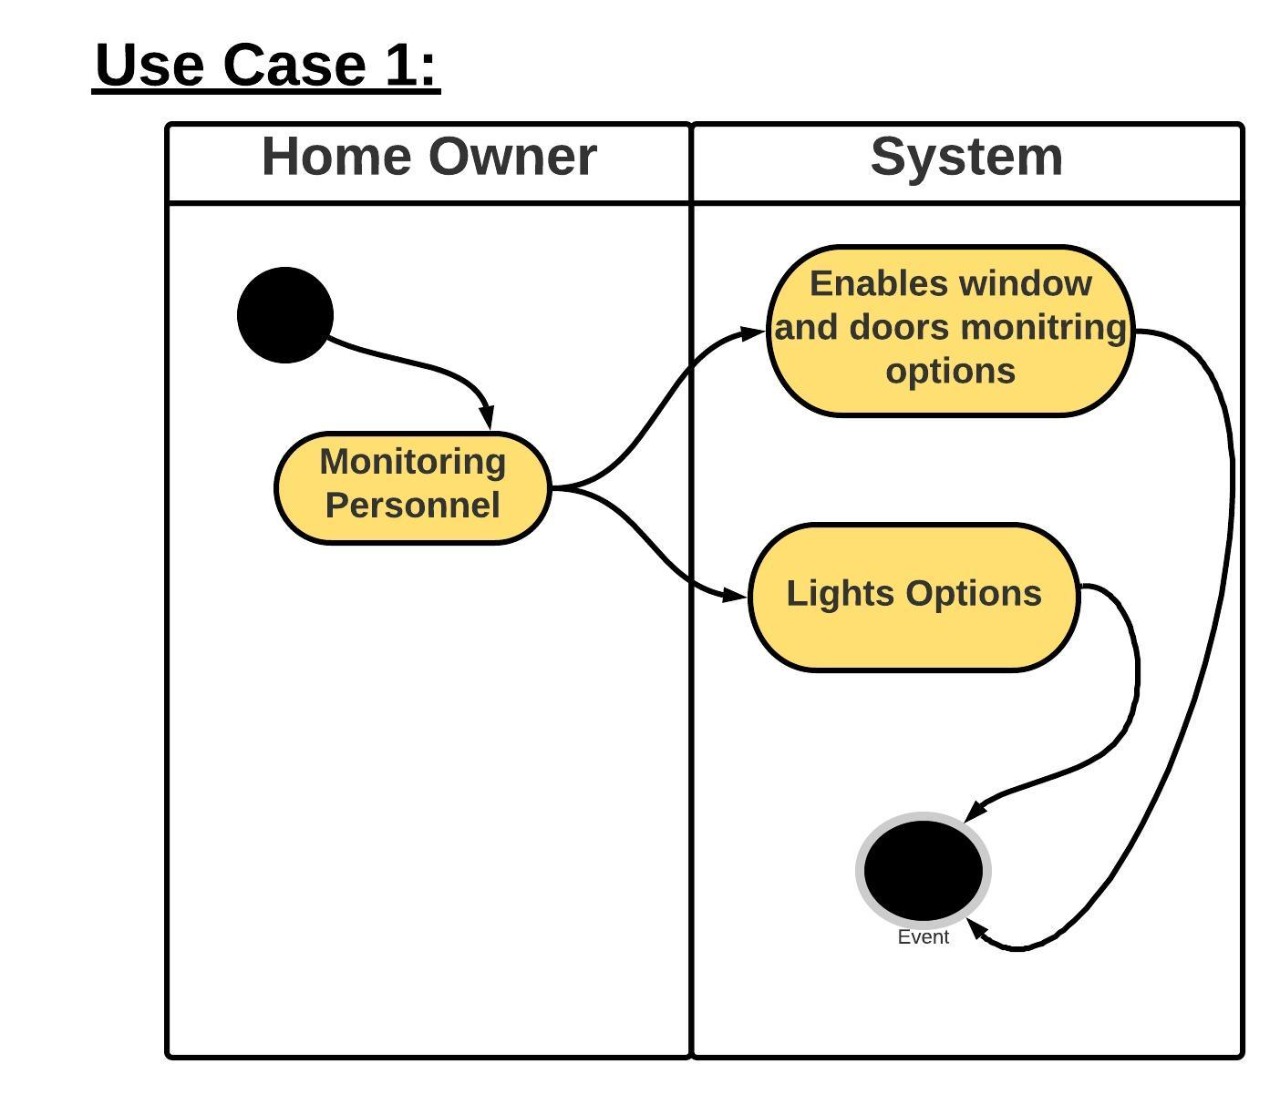 Use Case 1:
Home Owner
System
Enables window
and doors monitring
options
Monitoring
Personnel
Lights Options
Event